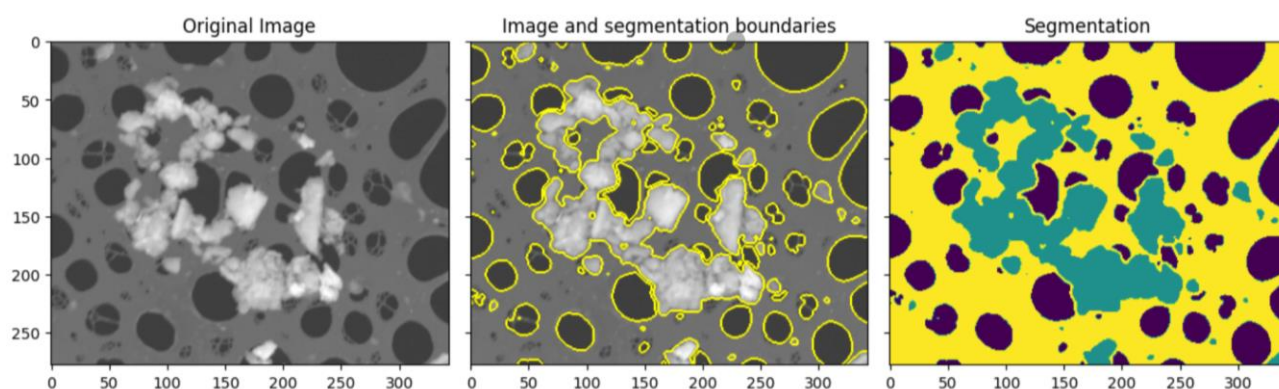 Original Image
Image and segmentation boundaries
Segmentation
0
50
100
150
200
250
0 50 100 150 200 250 300
0 50 100 150 200 250 300
0 50 100 150 200 250 300